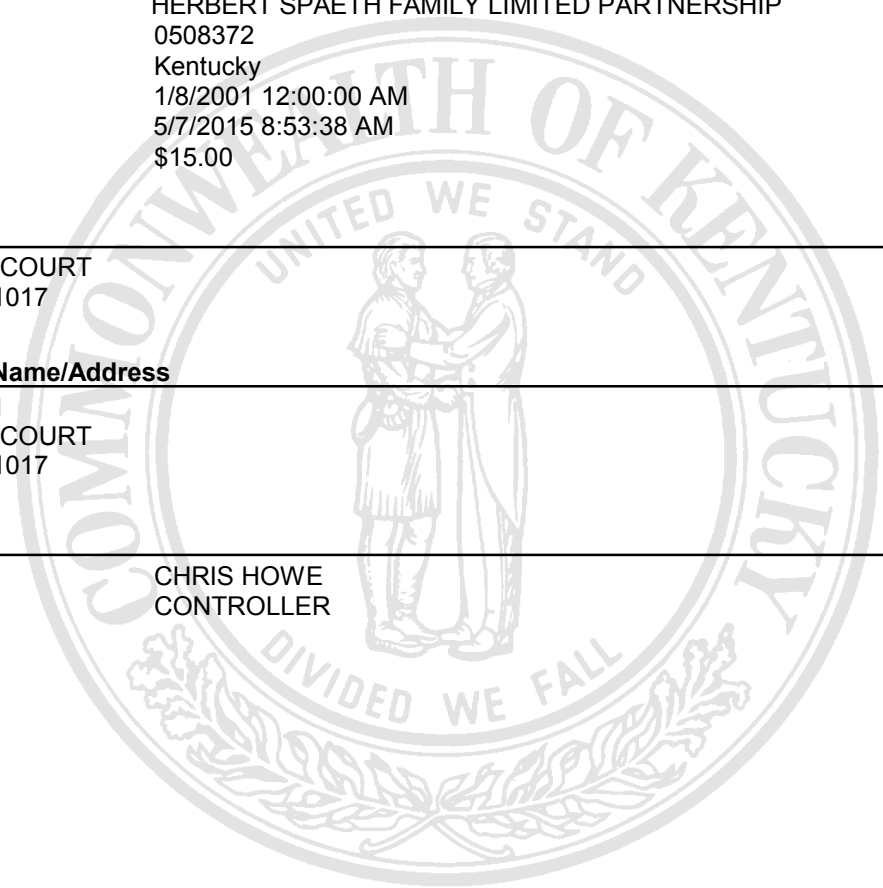 HERBERT SPAETH FAMILY LIMITED PARTNERSHIP
0508372
Kentucky
1/8/2001 12:00:00 AM
5/7/2015 8:53:38 AM
$15.00
COMMONWEALTH OF KENTUCKY
UNITED WE STAND
COURT
1017
Name/Address
COURT
1017
CHRIS HOWE
CONTROLLER
DIVIDED WE FALL